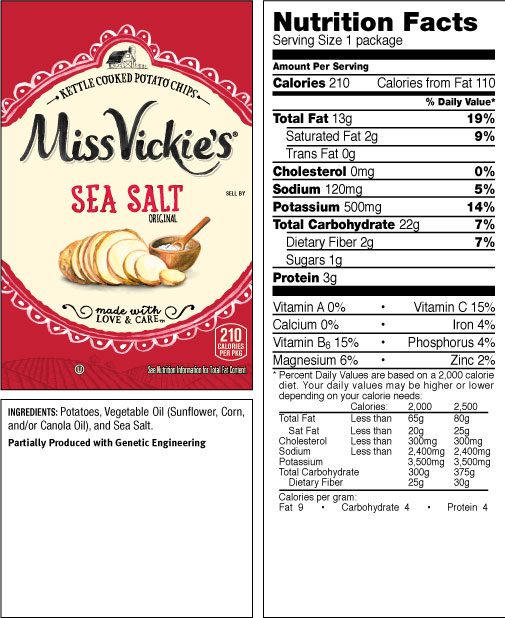 KETTLE COOKED POTATO CHIPS
Miss Vickie's®
SEA SALT
ORIGINAL
SELL BY
made with
LOVE & CARE™
210
CALORIES
PER PKG
U
See Nutrition Information for Total Fat Content
INGREDIENTS: Potatoes, Vegetable Oil (Sunflower, Corn,
and/or Canola Oil), and Sea Salt.
Partially Produced with Genetic Engineering
Nutrition Facts
Serving Size 1 package
Amount Per Serving
Calories 210 Calories from Fat 110
% Daily Value*
Total Fat 13g 19%
Saturated Fat 2g 9%
Trans Fat 0g
Cholesterol 0mg 0%
Sodium 120mg 5%
Potassium 500mg 14%
Total Carbohydrate 22g 7%
Dietary Fiber 2g 7%
Sugars 1g
Protein 3g
Vitamin A 0% • Vitamin C 15%
Calcium 0% • Iron 4%
Vitamin B6 15% • Phosphorus 4%
Magnesium 6% • Zinc 2%
* Percent Daily Values are based on a 2,000 calorie
diet. Your daily values may be higher or lower
depending on your calorie needs:
Calories: 2,000 2,500
Total Fat Less than 65g 80g
Sat Fat Less than 20g 25g
Cholesterol Less than 300mg 300mg
Sodium Less than 2,400mg 2,400mg
Potassium 3,500mg 3,500mg
Total Carbohydrate 300g 375g
Dietary Fiber 25g 30g
Calories per gram:
Fat 9 • Carbohydrate 4 • Protein 4